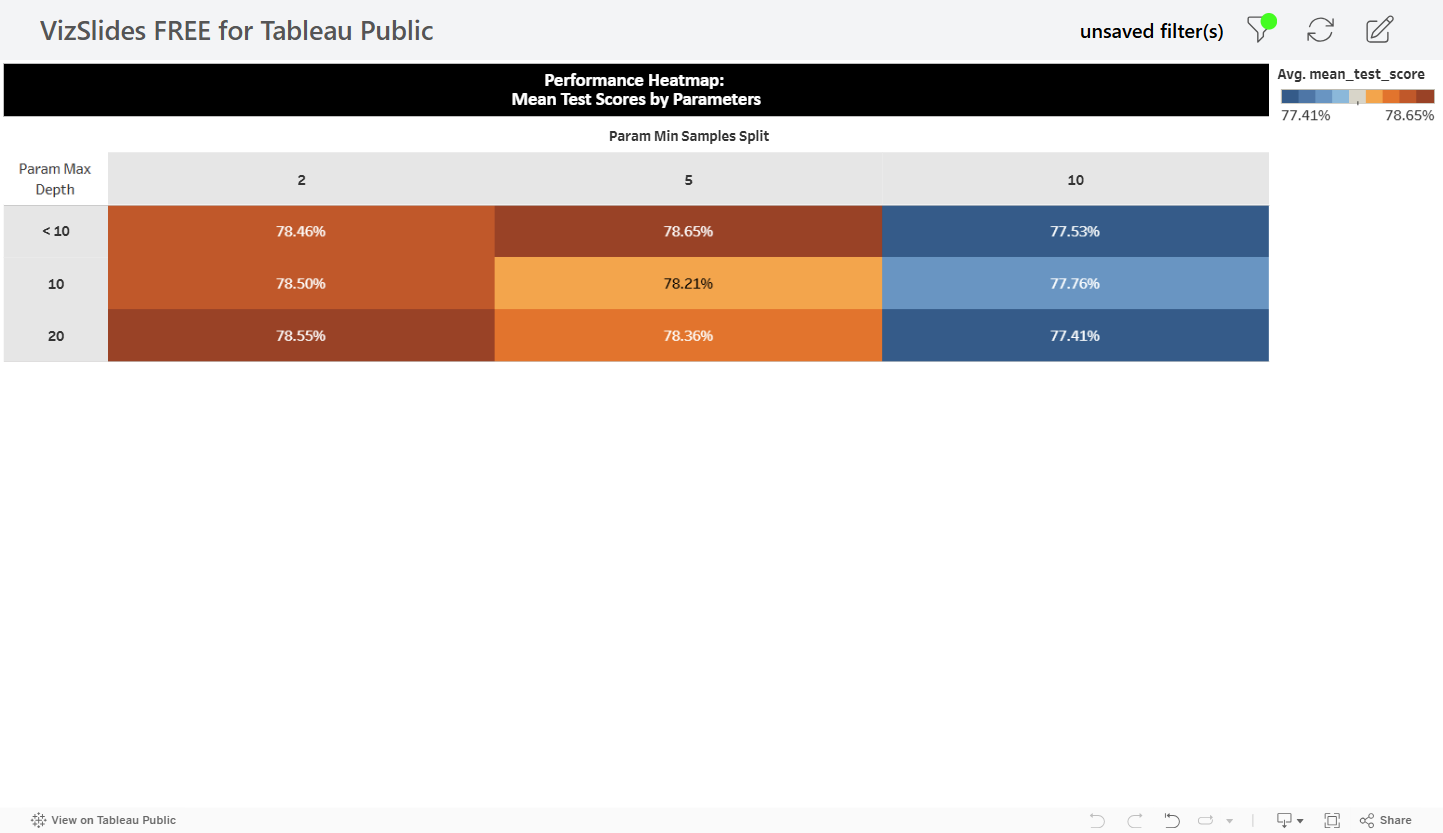 VizSlides FREE for Tableau Public
unsaved filter(s)
Performance Heatmap:
Mean Test Scores by Parameters
Avg. mean_test_score
77.41% 78.65%
Param Min Samples Split
Param Max
Depth
2 5 10
< 10 78.46% 78.65% 77.53%
10 78.50% 78.21% 77.76%
20 78.55% 78.36% 77.41%
View on Tableau Public
Share